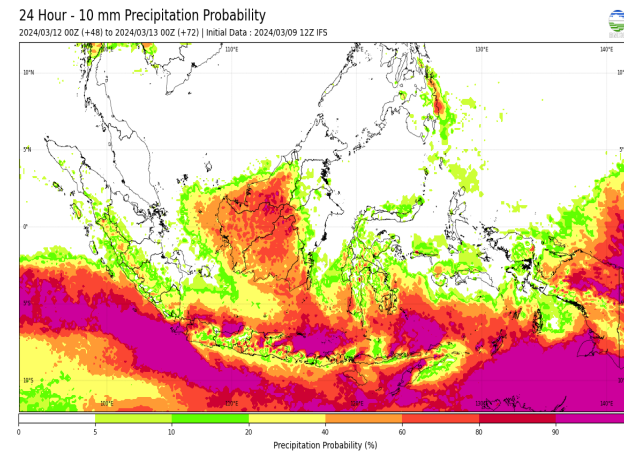 24 Hour - 10 mm Precipitation Probability
2024/03/12 00Z (+48) to 2024/03/13 00Z (+72) | Initial Data : 2024/03/09 12Z IFS
110°E 130°E 140°E
10°N
5°N
0°
10°S
0 5 10 20 40 60 80 90
Precipitation Probability (%)